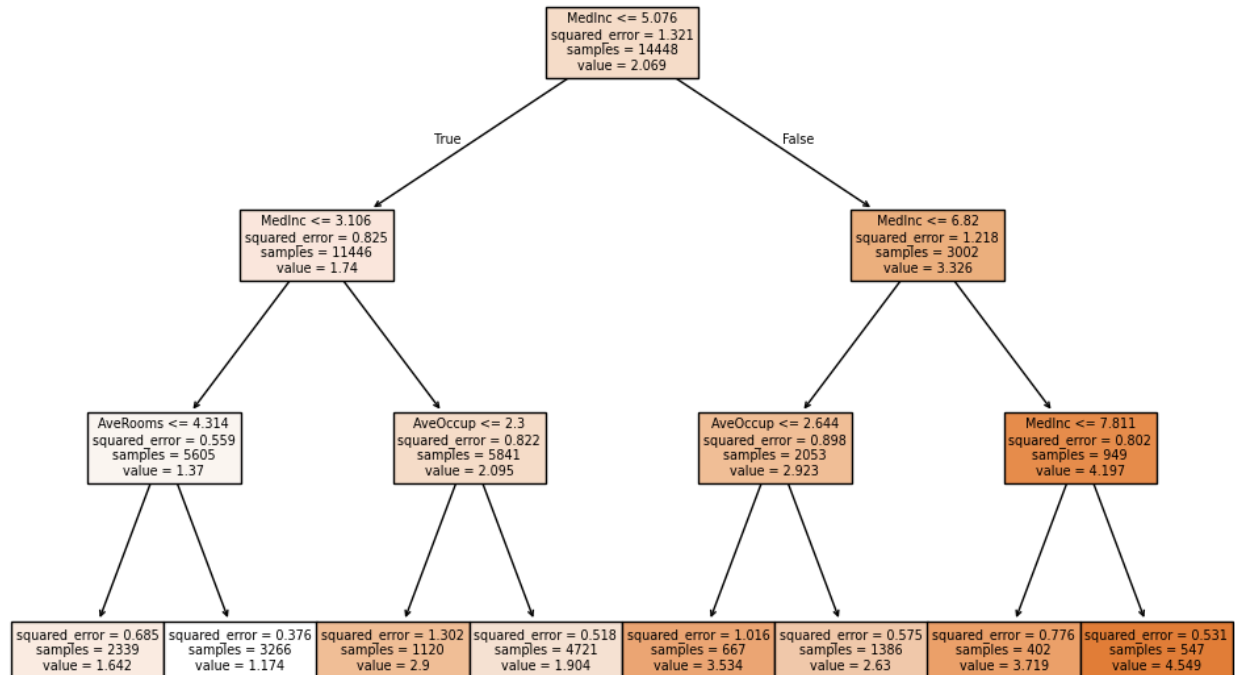 MedInc <= 5.076
squared_error = 1.321
samples = 14448
value = 2.069
True
False
MedInc <= 3.106
squared_error = 0.825
samples = 11446
value = 1.74
MedInc <= 6.82
squared_error = 1.218
samples = 3002
value = 3.326
AveRooms <= 4.314
squared_error = 0.559
samples = 5605
value = 1.37
AveOccup <= 2.3
squared_error = 0.822
samples = 5841
value = 2.095
AveOccup <= 2.644
squared_error = 0.898
samples = 2053
value = 2.923
MedInc <= 7.811
squared_error = 0.802
samples = 949
value = 4.197
squared_error = 0.685
samples = 2339
value = 1.642
squared_error = 0.376
samples = 3266
value = 1.174
squared_error = 1.302
samples = 1120
value = 2.9
squared_error = 0.518
samples = 4721
value = 1.904
squared_error = 1.016
samples = 667
value = 3.534
squared_error = 0.575
samples = 1386
value = 2.63
squared_error = 0.776
samples = 402
value = 3.719
squared_error = 0.531
samples = 547
value = 4.549